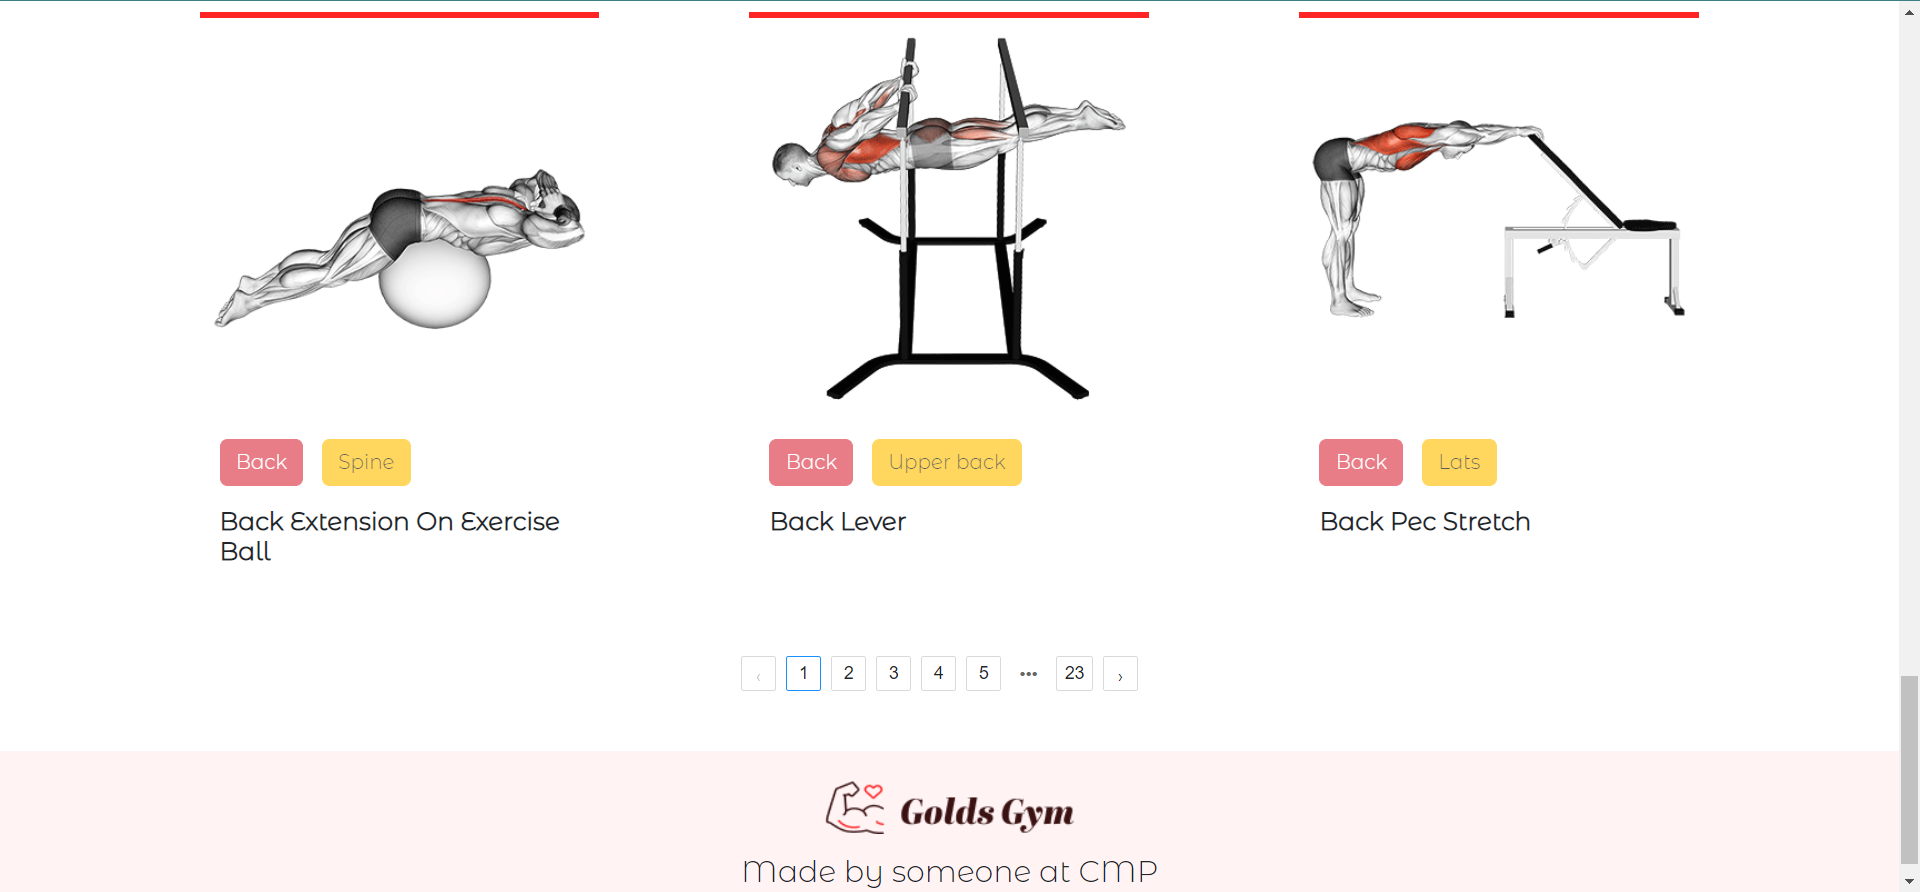 Back Spine
Back Upper back
Back Lats
Back Extension On Exercise
Ball
Back Lever
Back Pec Stretch
‹ 1 2 3 4 5 ••• 23 ›
Golds Gym
Made by someone at CMP